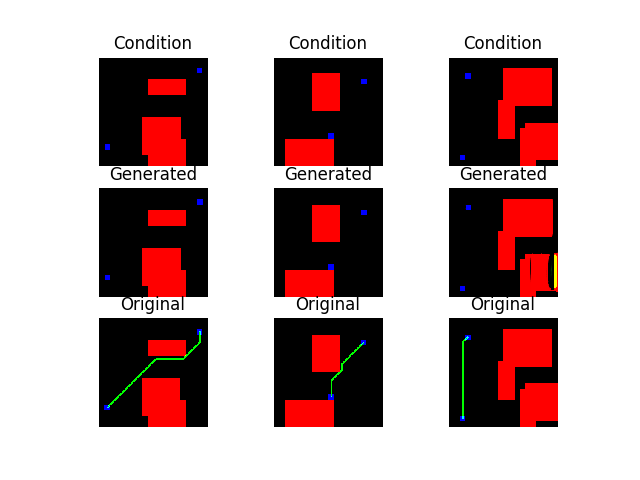 Condition
Condition
Condition
Generated
Generated
Generated
Original
Original
Original